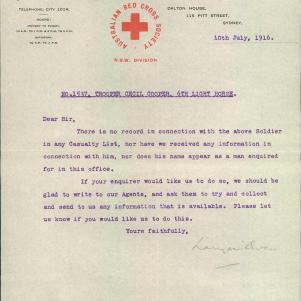 TELEPHONE: CITY 1034.
AUSTRALIAN RED CROSS SOCIETY
N.S.W. DIVISION
DALTON HOUSE,
115 PITT STREET,
SYDNEY.
10th July, 1916.
NO.1547. TROOPER CECIL COOPER, 6TH LIGHT HORSE.
Dear Sir,
There is no record in connection with the above Soldier
in any Casualty List, nor have we received any information in
connection with him, nor does his name appear as a man enquired
for in this office.
If your enquirer would like us to do so, we should be
glad to write to our Agents, and ask them to try and collect
and send to us any information that is available. Please let
us know if you would like us to do this.
Yours faithfully,